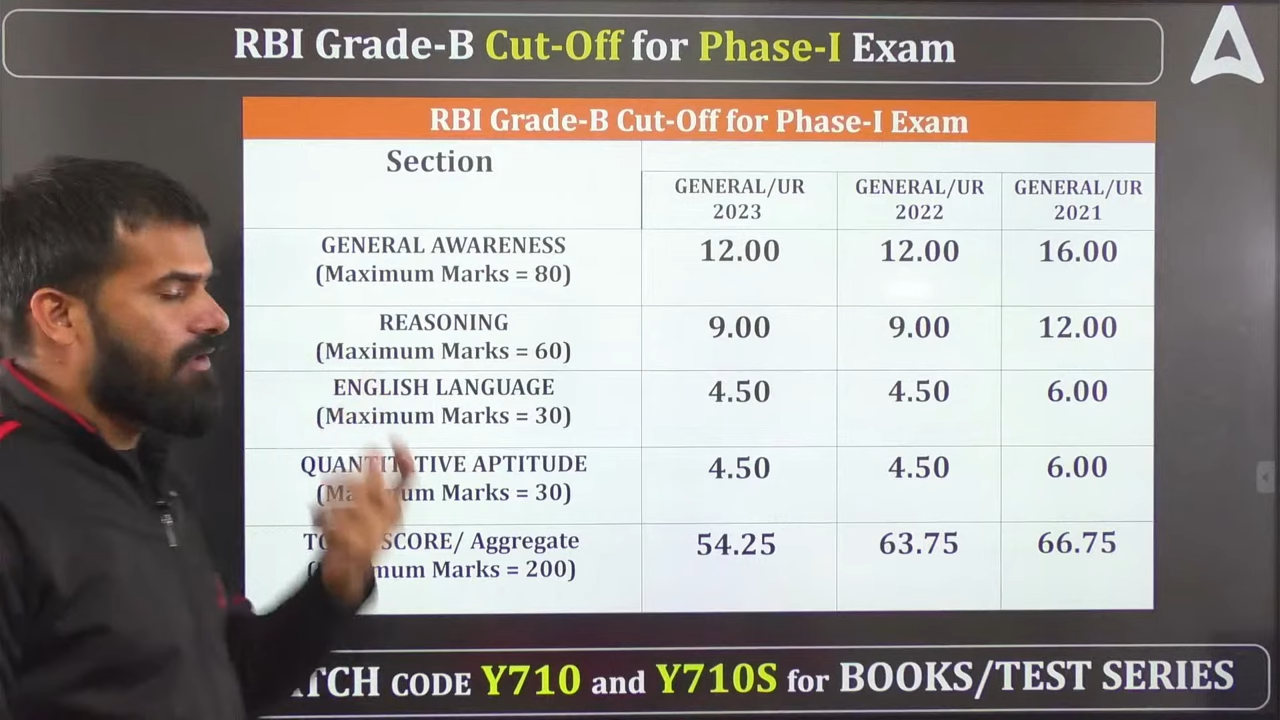 RBI Grade-B Cut-Off for Phase-I Exam
RBI Grade-B Cut-Off for Phase-I Exam
Section
GENERAL/UR 2023
GENERAL/UR 2022
GENERAL/UR 2021
GENERAL AWARENESS (Maximum Marks = 80) 12.00 12.00 16.00
REASONING (Maximum Marks = 60) 9.00 9.00 12.00
ENGLISH LANGUAGE (Maximum Marks = 30) 4.50 4.50 6.00
QUANTITATIVE APTITUDE (Maximum Marks = 30) 4.50 4.50 6.00
SCORE/ Aggregate Marks = 200) 54.25 63.75 66.75
CODE Y710 and Y710S for BOOKS/TEST SERIES